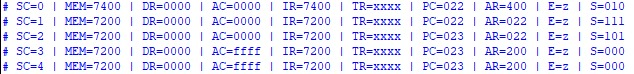 # SC=0 | MEM=7400 | DR=0000 | AC=0000 | IR=7400 | TR=xxxx | PC=022 | AR=400 | E=z | S=010
# SC=1 | MEM=7200 | DR=0000 | AC=0000 | IR=7200 | TR=xxxx | PC=022 | AR=022 | E=z | S=111
# SC=2 | MEM=7200 | DR=0000 | AC=0000 | IR=7200 | TR=xxxx | PC=023 | AR=022 | E=z | S=101
# SC=3 | MEM=7200 | DR=0000 | AC=ffff | IR=7200 | TR=xxxx | PC=023 | AR=200 | E=z | S=000
# SC=4 | MEM=7200 | DR=0000 | AC=ffff | IR=7200 | TR=xxxx | PC=023 | AR=200 | E=z | S=000